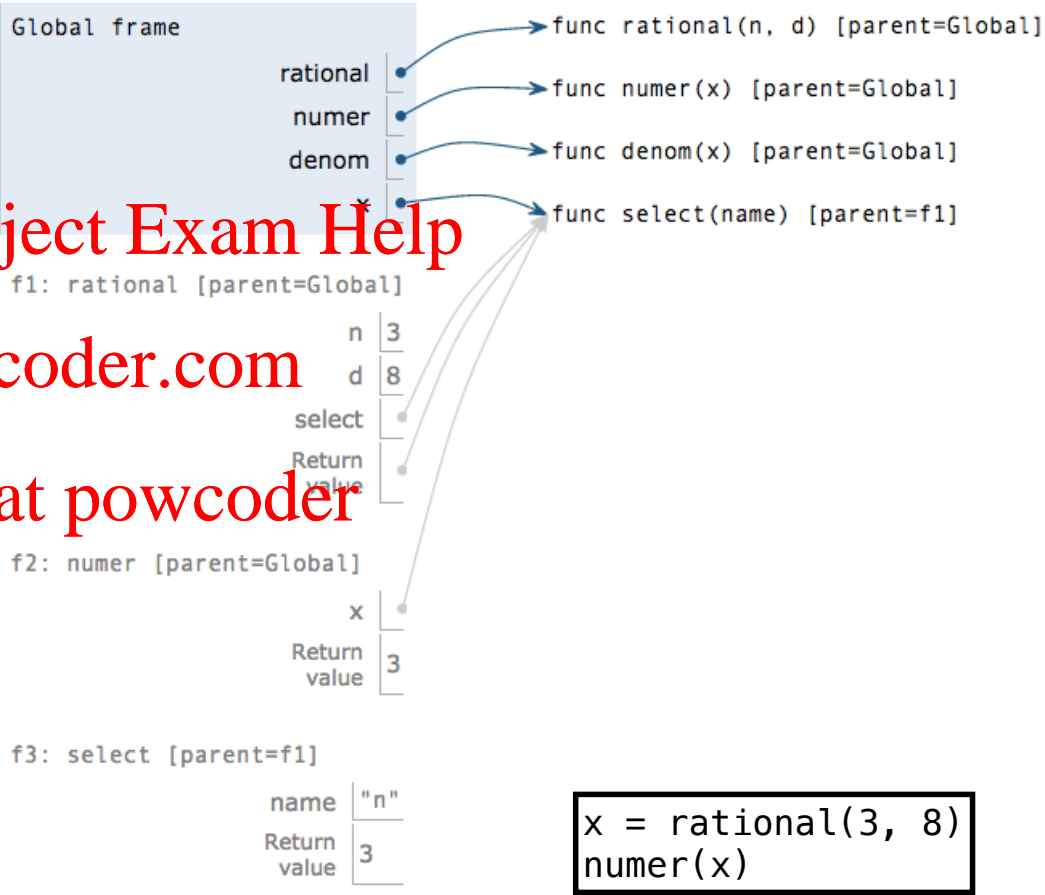 Global frame
func rational(n, d) [parent=Global]
rational
func numer(x) [parent=Global]
numer
func denom(x) [parent=Global]
denom
x
func select(name) [parent=f1]
ject Exam Help
f1: rational [parent=Global]
n 3
coder.com
d 8
select
Return
value
at powcoder
f2: numer [parent=Global]
x
Return
value 3
f3: select [parent=f1]
name "n"
Return
value 3
x = rational(3, 8)
numer(x)